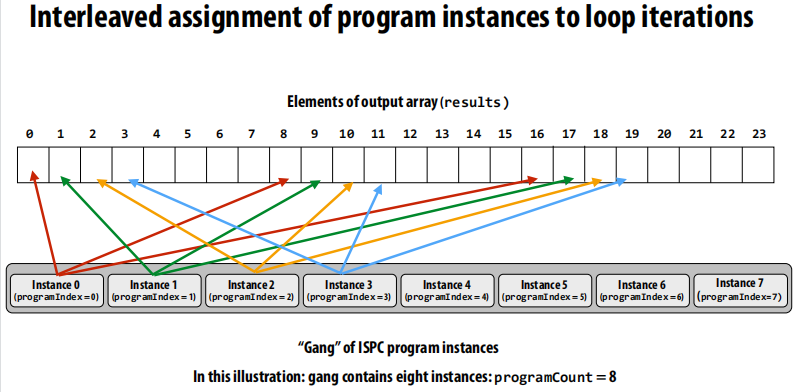 Interleaved assignment of program instances to loop iterations
Elements of output array (results)
0 1 2 3 4 5 6 7 8 9 10 11 12 13 14 15 16 17 18 19 20 21 22 23
Instance 0 Instance 1 Instance 2 Instance 3 Instance 4 Instance 5 Instance 6 Instance 7
(programIndex=0) (programIndex=1) (programIndex=2) (programIndex=3) (programIndex=4) (programIndex=5) (programIndex=6) (programIndex=7)
“Gang” of ISPC program instances
In this illustration: gang contains eight instances: programCount = 8